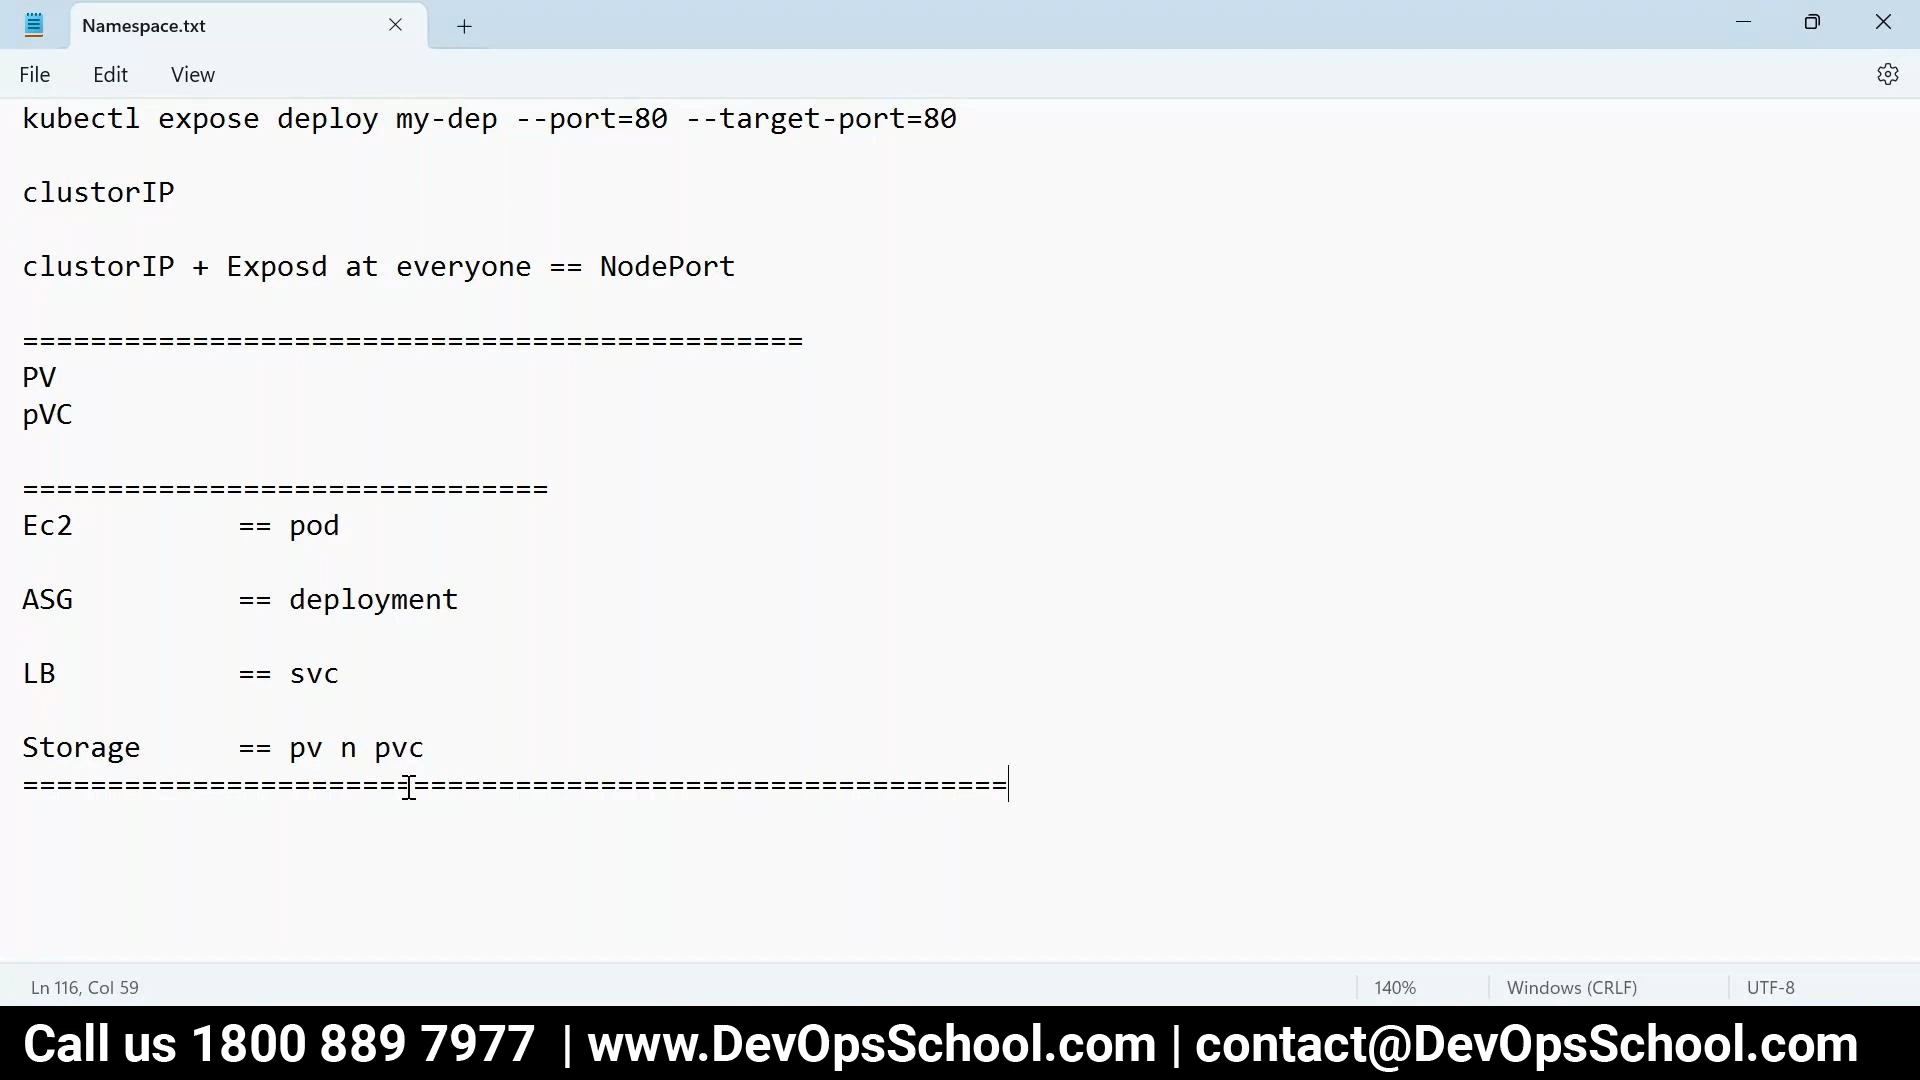 Namespace.txt
File Edit View
kubectl expose deploy my-dep --port=80 --target-port=80
clustorIP
clustorIP + Exposd at everyone == NodePort
==============================================
PV
pVC
===============================
Ec2 == pod
ASG == deployment
LB == svc
Storage == pv n pvc
==========================================================
Ln 116, Col 59 140% Windows (CRLF) UTF-8
Call us 1800 889 7977 | www.DevOpsSchool.com | contact@DevOpsSchool.com